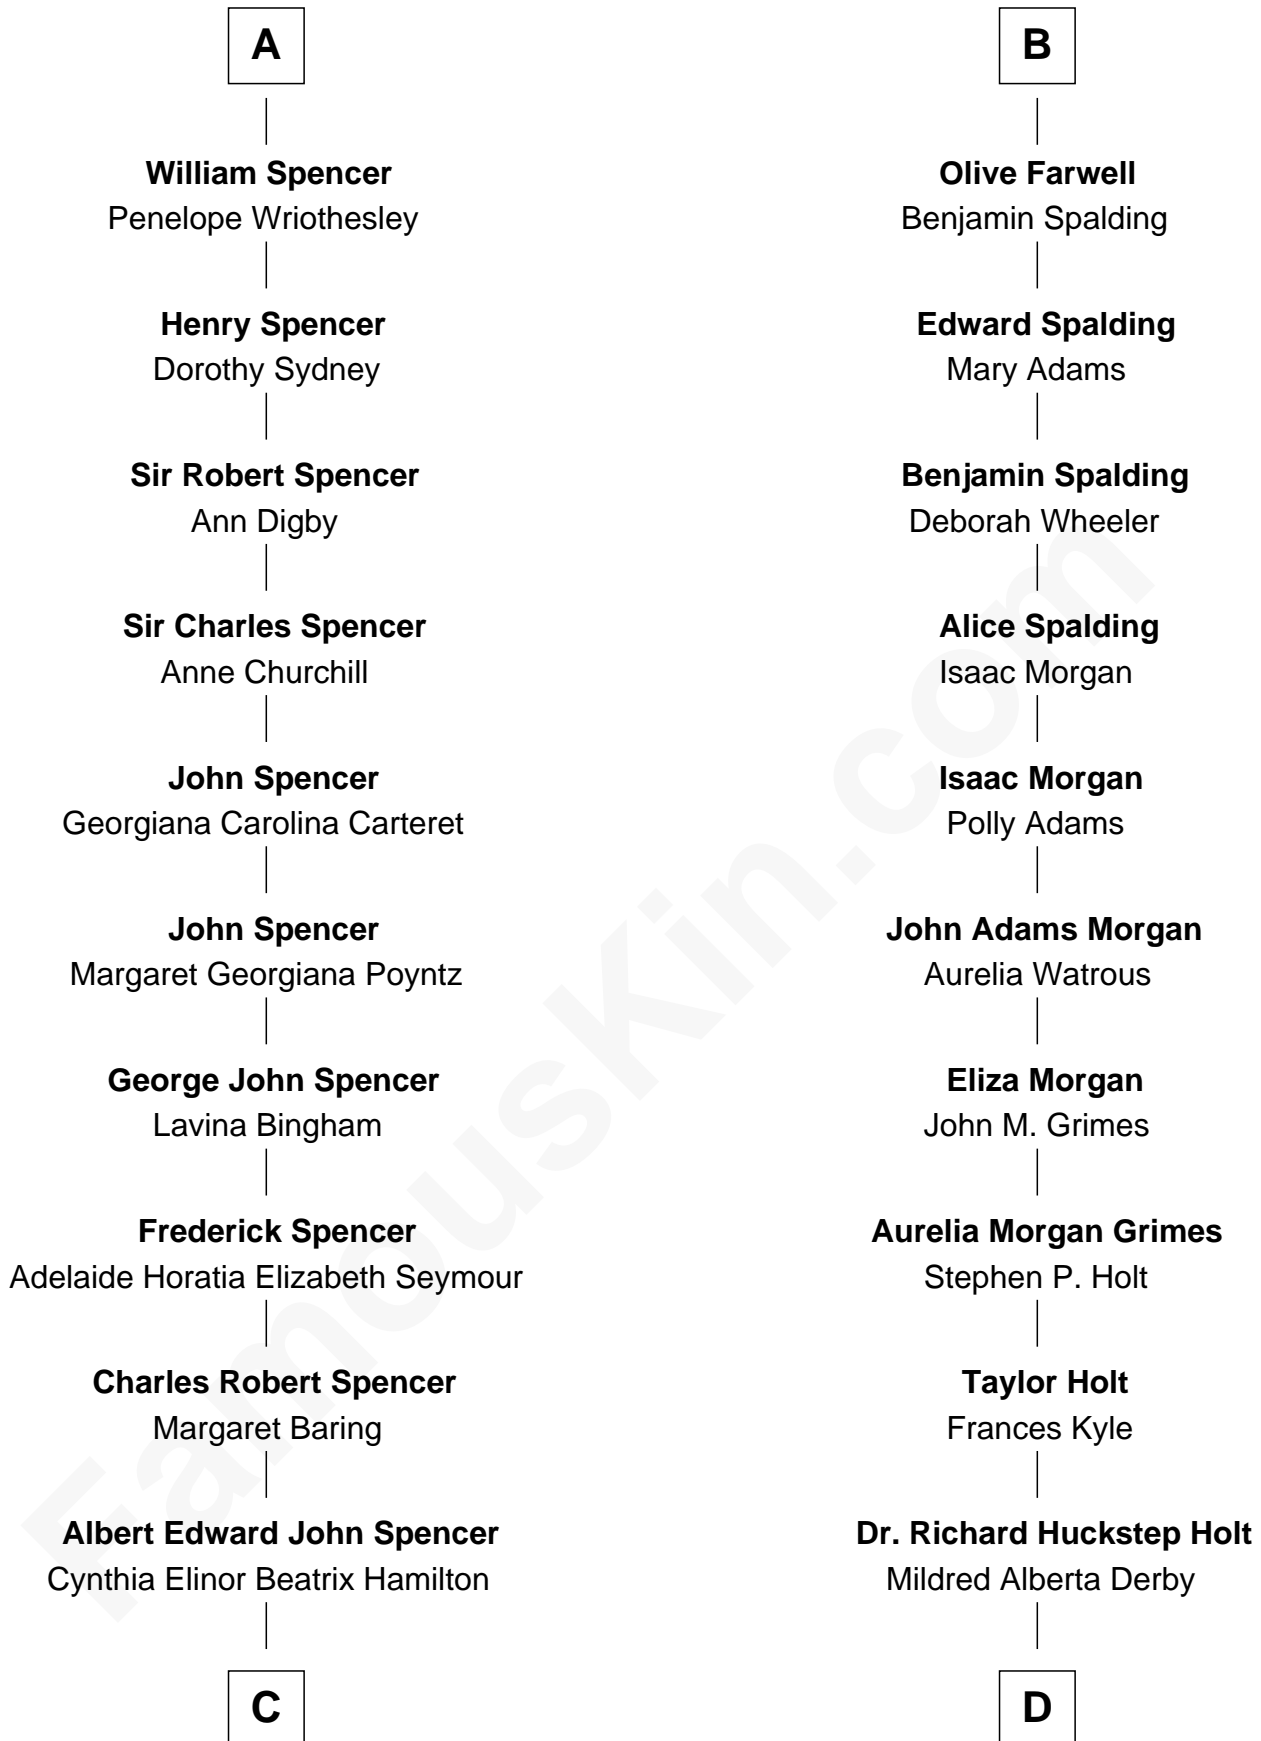 A
William Spencer
Penelope Wriothesley
Henry Spencer
Dorothy Sydney
Sir Robert Spencer
Ann Digby
Sir Charles Spencer
Anne Churchill
John Spencer
Georgiana Carolina Carteret
John Spencer
Margaret Georgiana Poyntz
George John Spencer
Lavina Bingham
Frederick Spencer
Adelaide Horatia Elizabeth Seymour
Charles Robert Spencer
Margaret Baring
Albert Edward John Spencer
Cynthia Elinor Beatrix Hamilton
C
B
Olive Farwell
Benjamin Spalding
Edward Spalding
Mary Adams
Benjamin Spalding
Deborah Wheeler
Alice Spalding
Isaac Morgan
Isaac Morgan
Polly Adams
John Adams Morgan
Aurelia Watrous
Eliza Morgan
John M. Grimes
Aurelia Morgan Grimes
Stephen P. Holt
Taylor Holt
Frances Kyle
Dr. Richard Huckstep Holt
Mildred Alberta Derby
D
FamousKin.com